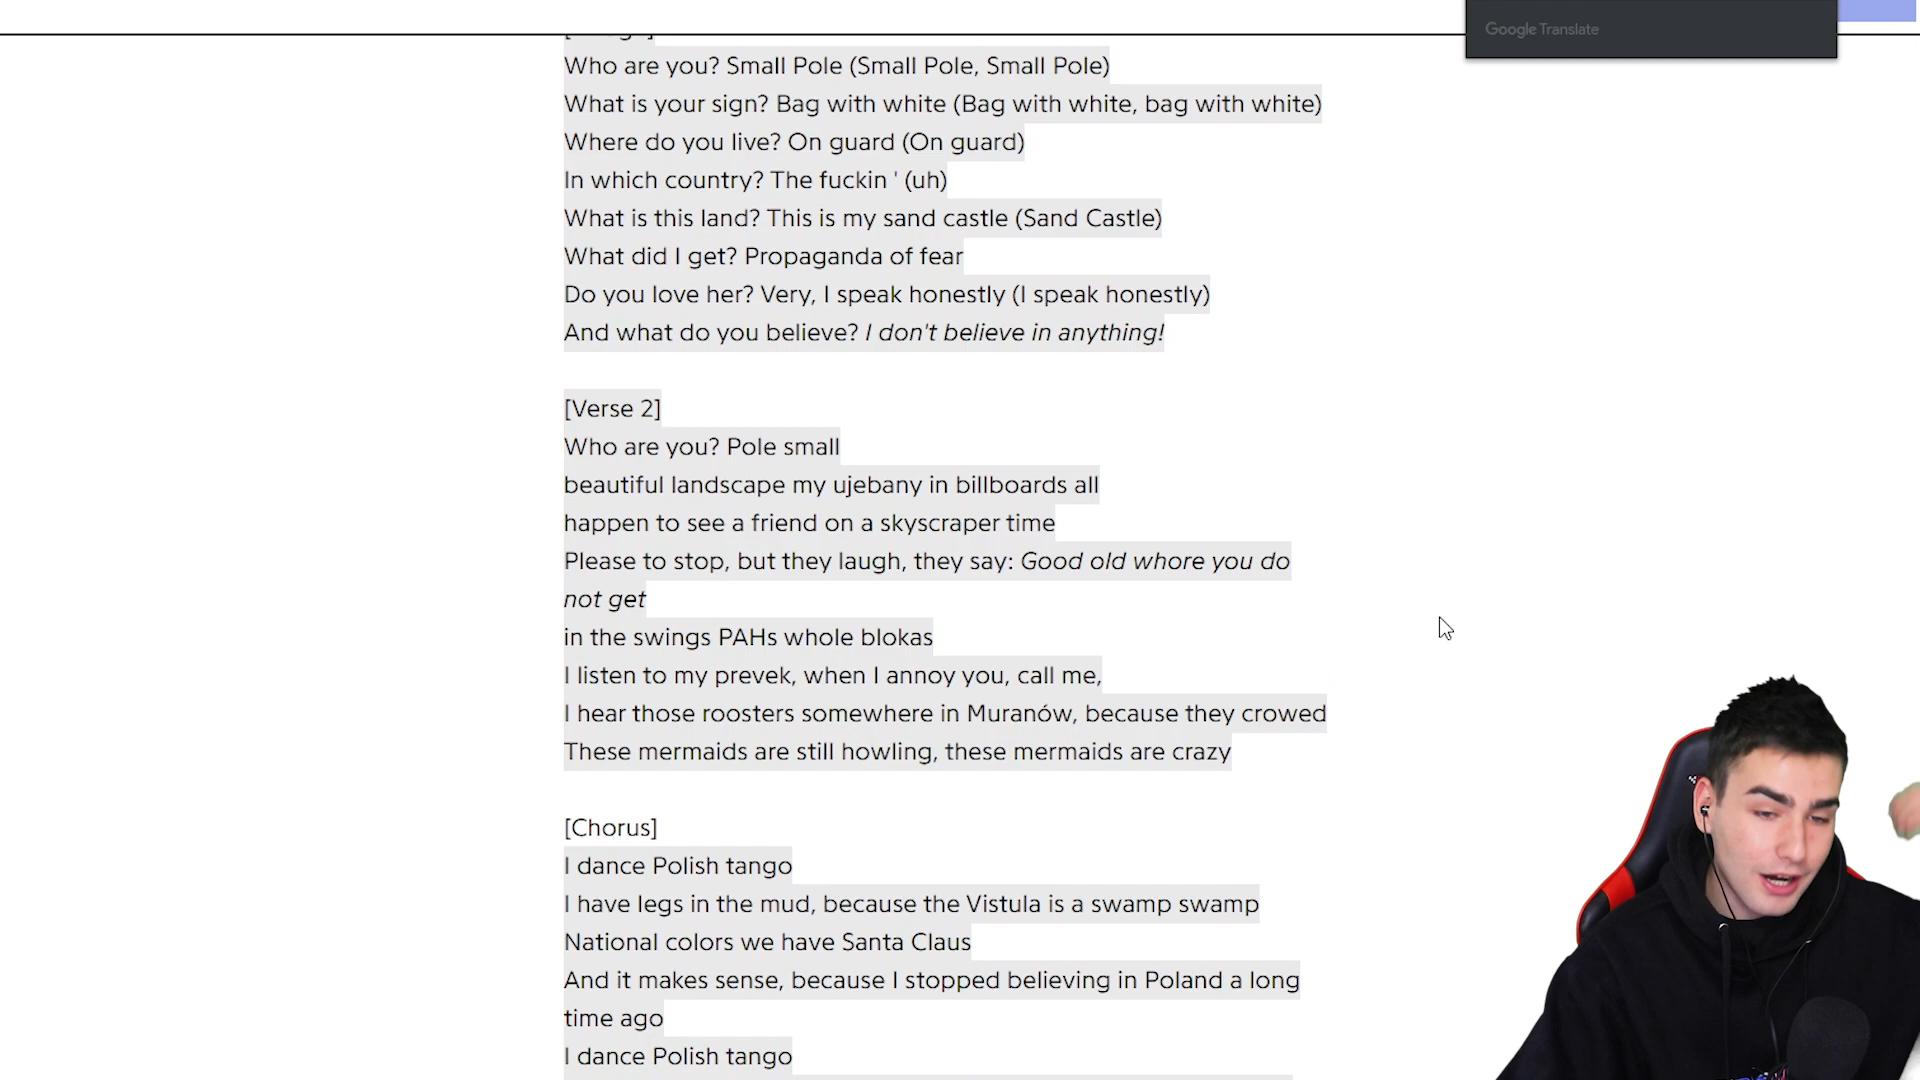 Google Translate
Who are you? Small Pole (Small Pole, Small Pole)
What is your sign? Bag with white (Bag with white, bag with white)
Where do you live? On guard (On guard)
In which country? The fuckin ' (uh)
What is this land? This is my sand castle (Sand Castle)
What did I get? Propaganda of fear
Do you love her? Very, I speak honestly (I speak honestly)
And what do you believe? I don't believe in anything!
[Verse 2]
Who are you? Pole small
beautiful landscape my ujebany in billboards all
happen to see a friend on a skyscraper time
Please to stop, but they laugh, they say: Good old whore you do
not get
in the swings PAHs whole blokas
I listen to my prevek, when I annoy you, call me,
I hear those roosters somewhere in Muranów, because they crowed
These mermaids are still howling, these mermaids are crazy
[Chorus]
I dance Polish tango
I have legs in the mud, because the Vistula is a swamp swamp
National colors we have Santa Claus
And it makes sense, because I stopped believing in Poland a long
time ago
I dance Polish tango